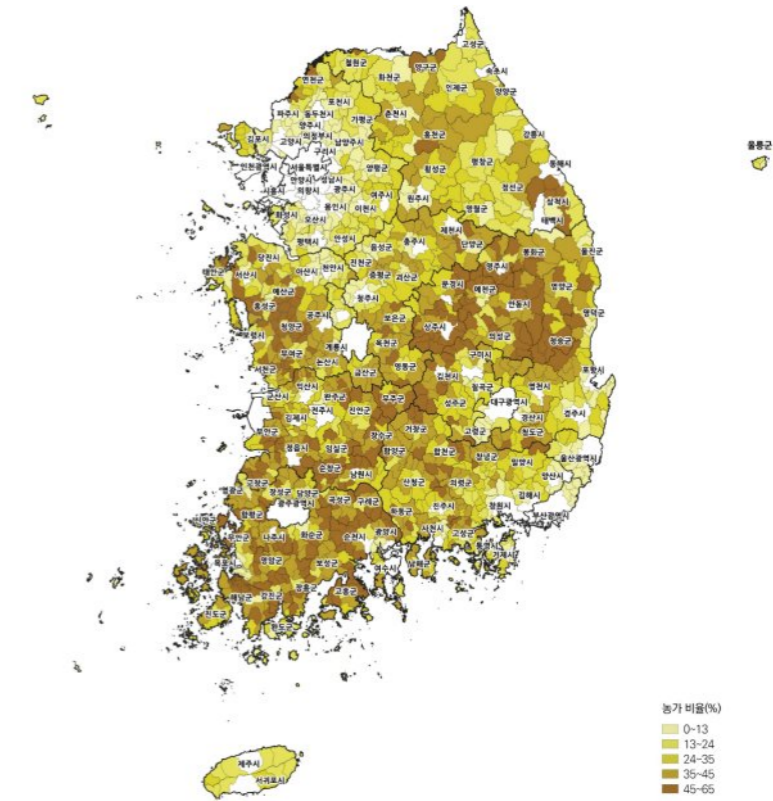 고성군
철원군
양구군
속초시
연천군
화천군
인제군
양양군
포천시
파주시
동두천시
춘천시
양주시
가평군
홍천군
강릉시
의정부시
김포시
고양시
남양주시
구리시
울릉군
인천광역시
서울특별시
양평군
횡성군
평창군
동해시
안양시
성남시
시흥시
의왕시
광주시
정선군
여주시
원주시
삼척시
용인시
이천시
영월군
화성시
오산시
태백시
제천시
평택시
안성시
음성군
충주시
단양군
봉화군
울진군
당진시
진천군
영주시
태안군
서산시
아산시
천안시
증평군
괴산군
문경시
예천군
영양군
예산군
청주시
안동시
홍성군
공주시
보은군
상주시
영덕군
청양군
의성군
청송군
보령시
계룡시
옥천군
부여군
구미시
논산시
영동군
서천군
금산군
김천시
포항시
익산시
칠곡군
영천시
군산시
완주군
무주군
성주군
대구광역시
전주시
진안군
경산시
경주시
김제시
거창군
고령군
청도군
부안군
장수군
정읍시
임실군
함양군
합천군
창녕군
밀양시
울산광역시
순창군
남원시
양산시
고창군
산청군
의령군
영광군
장성군
담양군
김해시
곡성군
구례군
광주광역시
진주시
창원시
함평군
하동군
부산광역시
신안군
광양시
사천시
고성군
무안군
나주시
화순군
순천시
통영시
거제시
목포시
영암군
보성군
여수시
남해군
장흥군
해남군
강진군
고흥군
진도군
완도군
제주시
서귀포시
농가 비율(%)
0~13
13~24
24~35
35~45
45~65